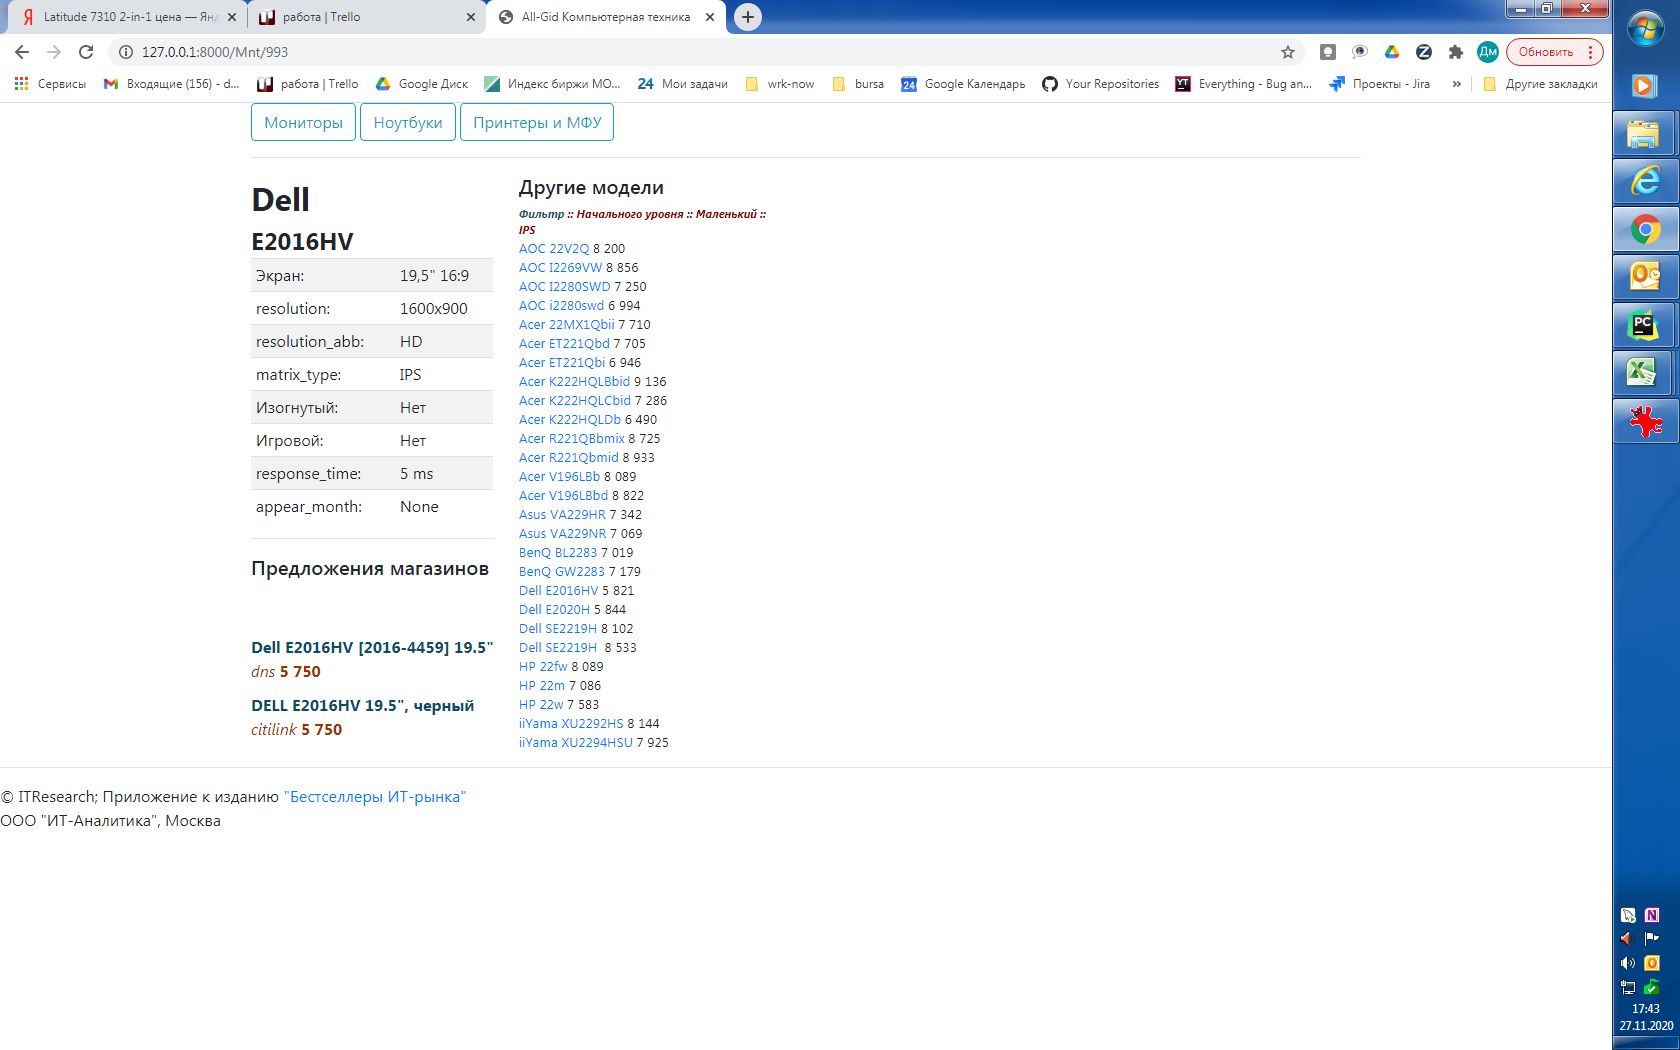 Latitude 7310 2-in-1 цена — Янд
работа | Trello
All-Gid Компьютерная техника
127.0.0.1:8000/Mnt/993
Дм
Обновить
Сервисы
Входящие (156) - d...
работа | Trello
Google Диск
Индекс биржи МО...
24 Мои задачи
wrk-now
bursa
24 Google Календарь
Your Repositories
YT Everything - Bug an...
Проекты - Jira
»
Другие закладки
Мониторы
Ноутбуки
Принтеры и МФУ
Dell
E2016HV
Экран: 19,5" 16:9
resolution: 1600x900
resolution_abb: HD
matrix_type: IPS
Изогнутый: Нет
Игровой: Нет
response_time: 5 ms
appear_month: None
Предложения магазинов
Dell E2016HV [2016-4459] 19.5"
dns 5 750
DELL E2016HV 19.5", черный
citilink 5 750
Другие модели
Фильтр :: Начального уровня :: Маленький ::
IPS
AOC 22V2Q 8 200
AOC I2269VW 8 856
AOC I2280SWD 7 250
AOC i2280swd 6 994
Acer 22MX1Qbii 7 710
Acer ET221Qbd 7 705
Acer ET221Qbi 6 946
Acer K222HQLBbid 9 136
Acer K222HQLCbid 7 286
Acer K222HQLDb 6 490
Acer R221QBbmix 8 725
Acer R221Qbmid 8 933
Acer V196LBb 8 089
Acer V196LBbd 8 822
Asus VA229HR 7 342
Asus VA229NR 7 069
BenQ BL2283 7 019
BenQ GW2283 7 179
Dell E2016HV 5 821
Dell E2020H 5 844
Dell SE2219H 8 102
Dell SE2219H 8 533
HP 22fw 8 089
HP 22m 7 086
HP 22w 7 583
iiYama XU2292HS 8 144
iiYama XU2294HSU 7 925
© ITResearch; Приложение к изданию "Бестселлеры ИТ-рынка"
ООО "ИТ-Аналитика", Москва
PC
17:43
27.11.2020